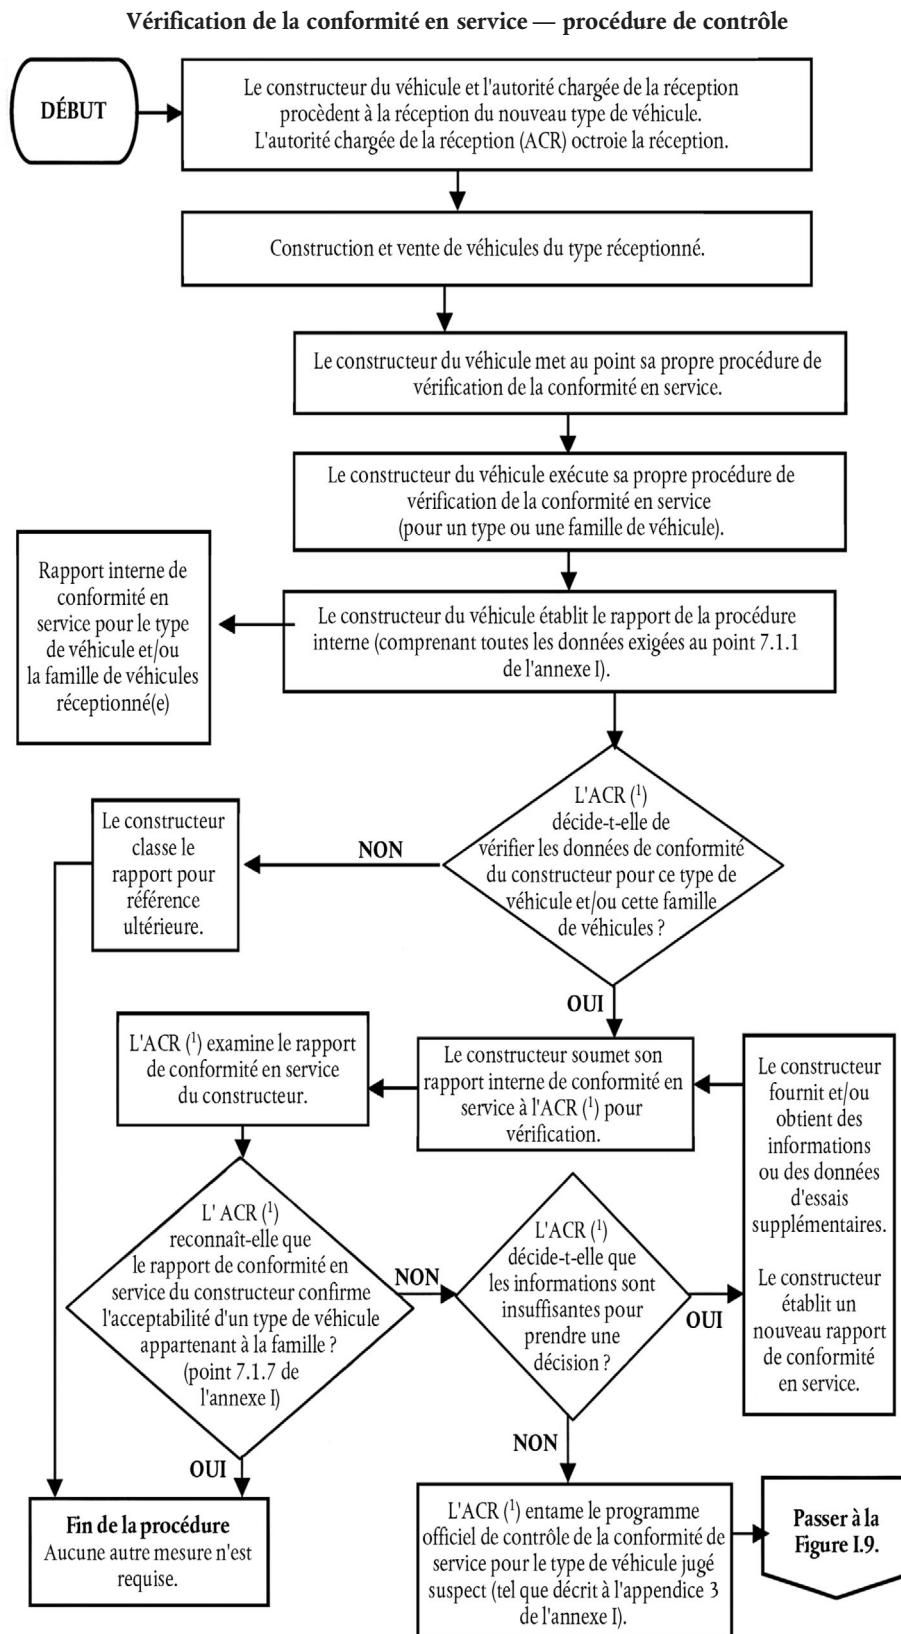 Vérification de la conformité en service — procédure de contrôle
DÉBUT
Le constructeur du véhicule et l'autorité chargée de la réception
procèdent à la réception du nouveau type de véhicule.
L'autorité chargée de la réception (ACR) octroie la réception.
Construction et vente de véhicules du type réceptionné.
Le constructeur du véhicule met au point sa propre procédure de
vérification de la conformité en service.
Le constructeur du véhicule exécute sa propre procédure de
vérification de la conformité en service
(pour un type ou une famille de véhicule).
Rapport interne de
conformité en
service pour le type
de véhicule et/ou
la famille de véhicules
réceptionné(e)
Le constructeur du véhicule établit le rapport de la procédure
interne (comprenant toutes les données exigées au point 7.1.1
de l'annexe I).
L'ACR (¹)
décide-t-elle de
vérifier les données de conformité
du constructeur pour ce type de
véhicule et/ou cette famille
de véhicules ?
NON
Le constructeur
classe le
rapport pour
référence
ultérieure.
OUI
L'ACR (¹) examine le rapport
de conformité en service
du constructeur.
Le constructeur soumet son
rapport interne de conformité en
service à l'ACR (¹) pour
vérification.
Le constructeur
fournit et/ou
obtient des
informations
ou des données
d'essais
supplémentaires.
Le constructeur
établit un
nouveau rapport
de conformité
en service.
L' ACR (¹)
reconnaît-elle que
le rapport de conformité en
service du constructeur confirme
l'acceptabilité d'un type de véhicule
appartenant à la famille ?
(point 7.1.7 de
l'annexe I)
NON
L'ACR (¹)
décide-t-elle que
les informations sont
insuffisantes pour
prendre une
décision ?
OUI
NON
OUI
Fin de la procédure
Aucune autre mesure n'est
requise.
L'ACR (¹) entame le programme
officiel de contrôle de la conformité de
service pour le type de véhicule jugé
suspect (tel que décrit à l'appendice 3
de l'annexe I).
Passer à la
Figure I.9.